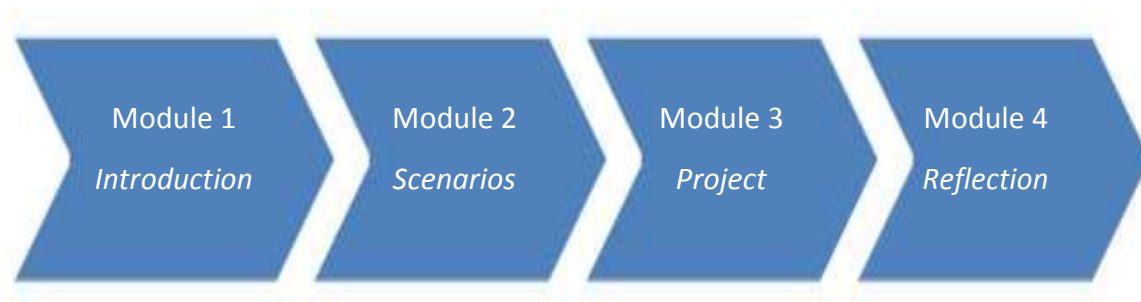 Module 1
Introduction
Module 2
Scenarios
Module 3
Project
Module 4
Reflection